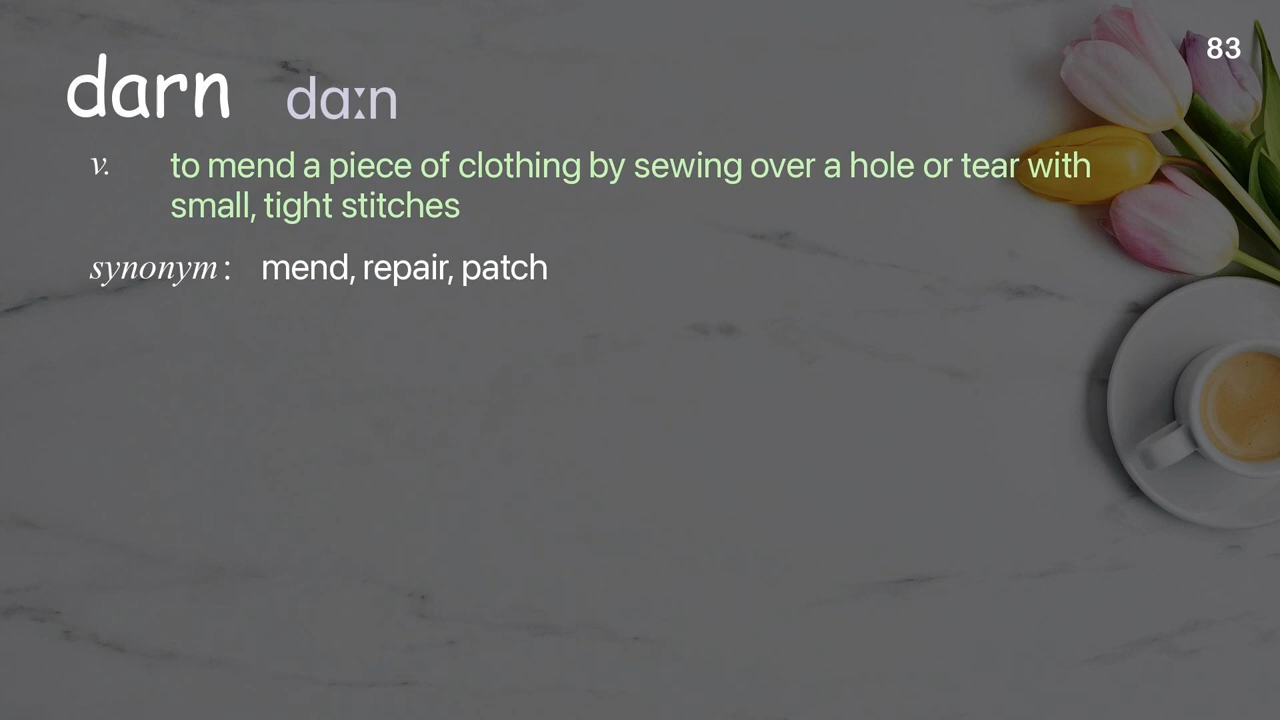 83
darn daːn
v. to mend a piece of clothing by sewing over a hole or tear with
small, tight stitches
synonym: mend, repair, patch